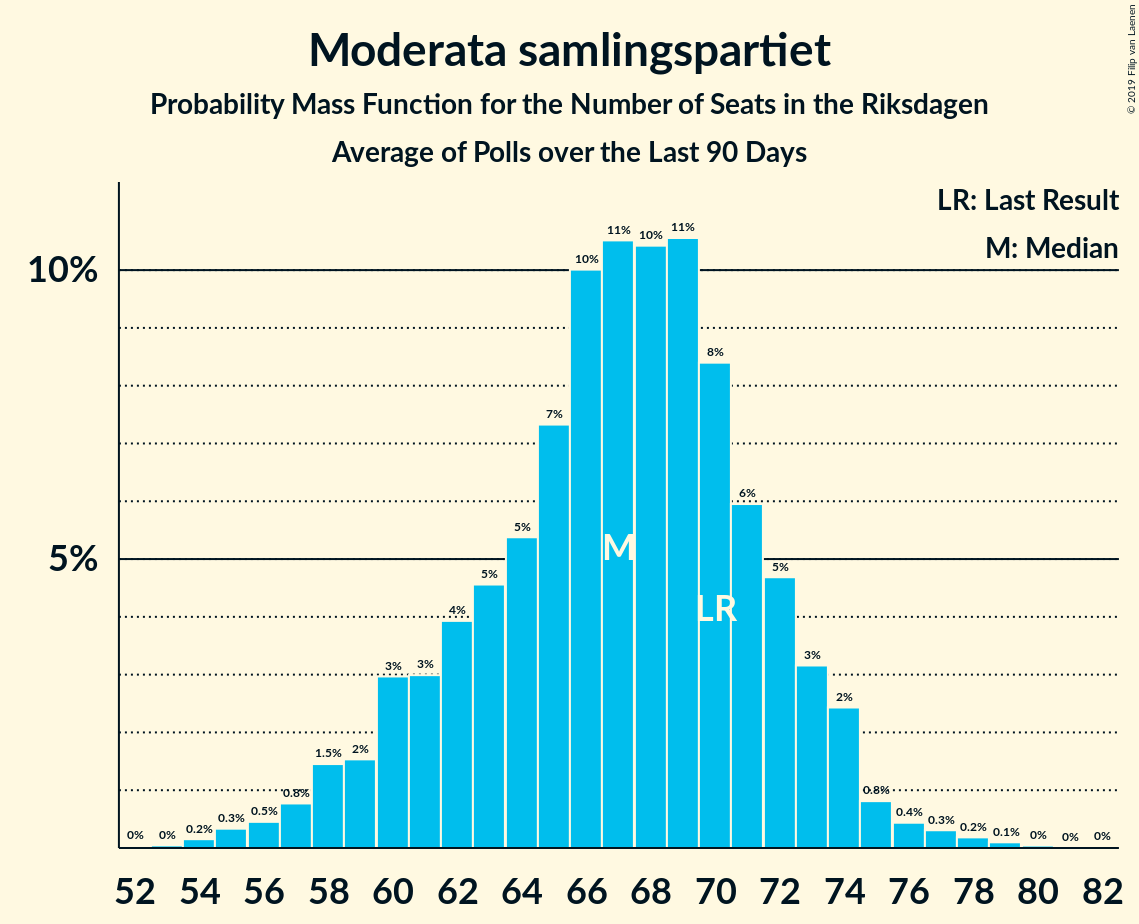 Moderata samlingspartiet
Probability Mass Function for the Number of Seats in the Riksdagen
Average of Polls over the Last 90 Days
© 2019 Filip van Laenen
LR: Last Result
M: Median
10%
5%
0% 0% 0.2% 0.3% 0.5% 0.8% 1.5% 2% 3% 3% 4% 5% 5% 7% 10% 11% 10% 11% 8% 6% 5% 3% 2% 0.8% 0.4% 0.3% 0.2% 0.1% 0% 0% 0%
M
LR
52 54 56 58 60 62 64 66 68 70 72 74 76 78 80 82